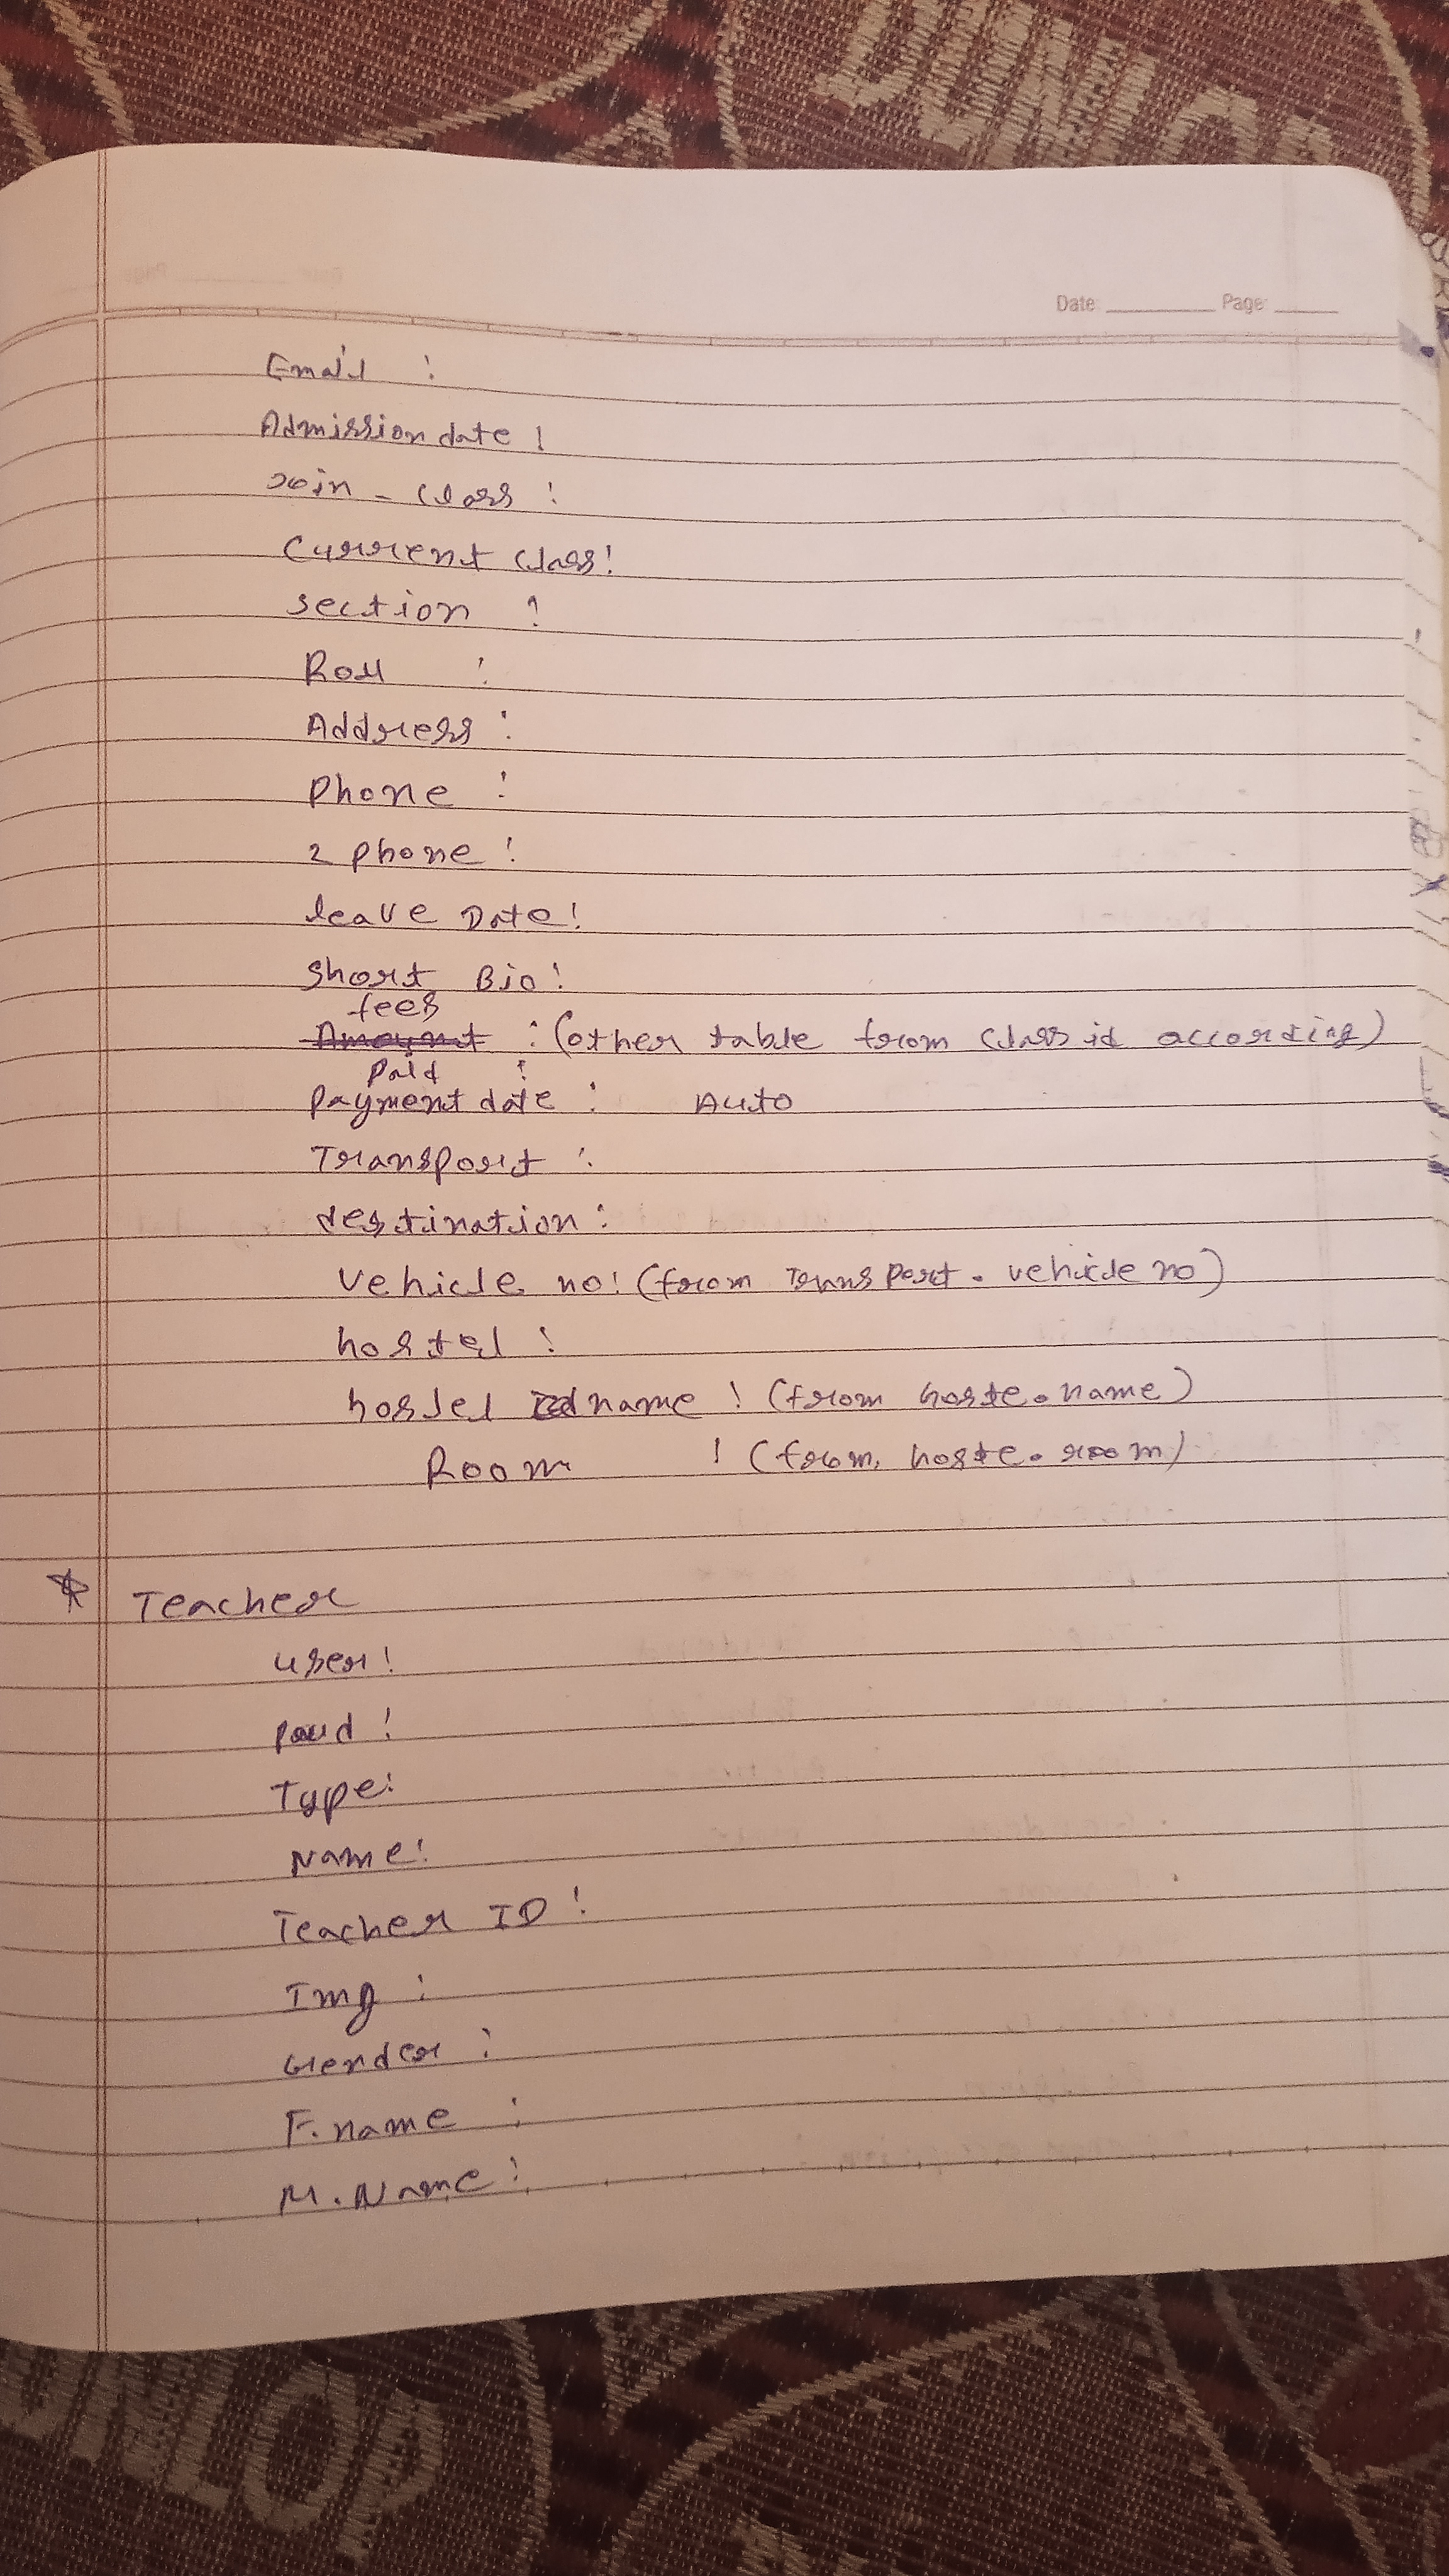 DUNLOP
Date: Page:
Email :
Admission date :
Join - Class :
Current Class :
section :
Roll :
Address :
Phone :
2 phone :
leave Date :
Short Bio :
fees
Amount : (other table from class id according)
Paid :
Payment date : Auto
Transport :
destination :
Vehicle no : (from Transport . vehicle no)
hostel :
hostel name : (from hoste . name)
Room : (from hoste . room)
Teacher
user :
Type :
Name :
Teacher ID :
Img :
Gender :
F. name :
M. Name :
DUNLOP